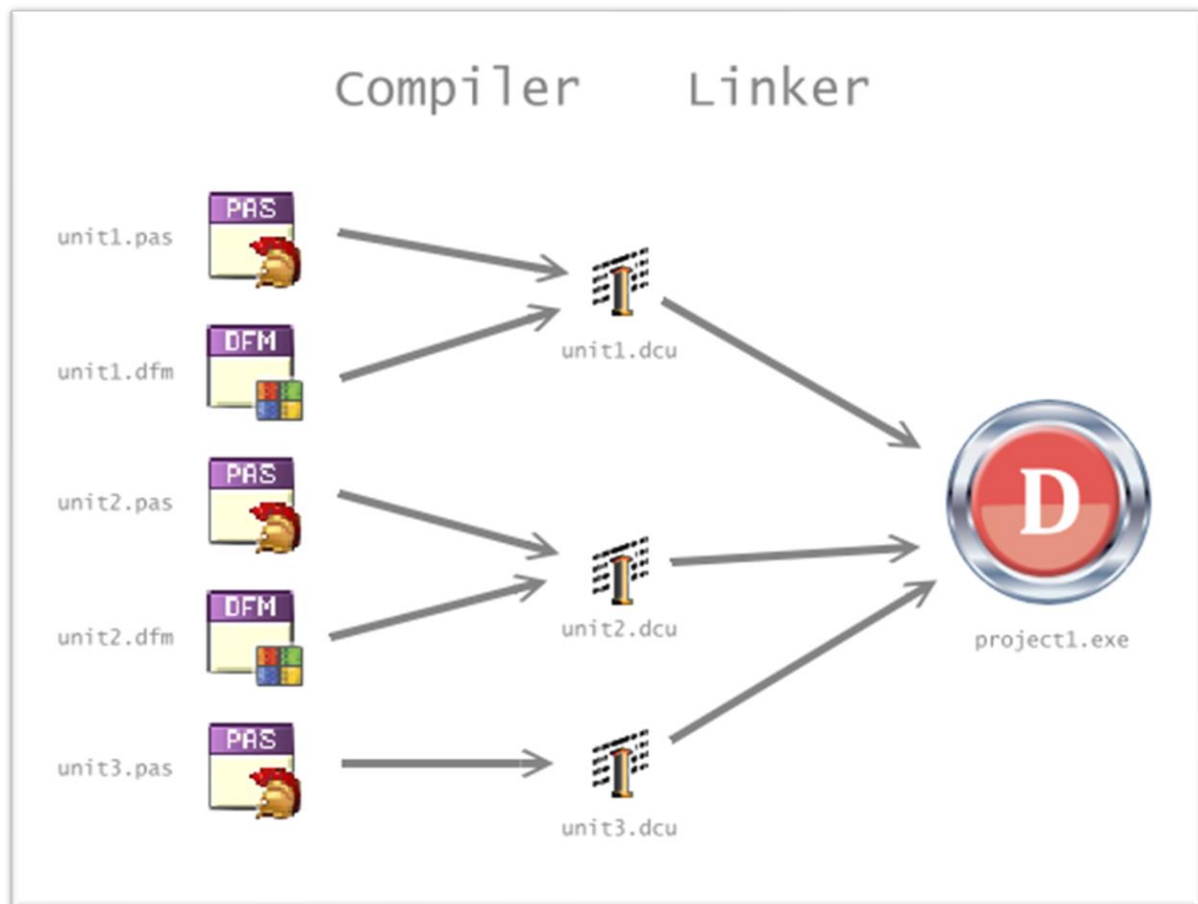 Compiler Linker
PAS
unit1.pas
DFM
unit1.dfm
unit1.dcu
PAS
unit2.pas
D
DFM
unit2.dfm
unit2.dcu
project1.exe
PAS
unit3.pas
unit3.dcu